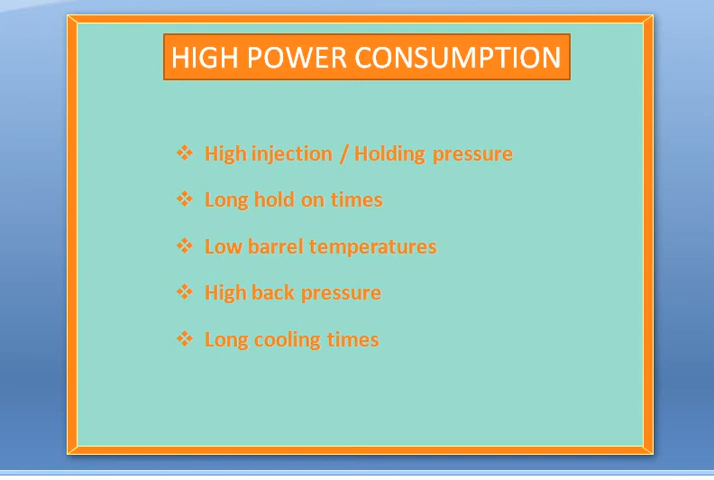 HIGH POWER CONSUMPTION
❖ High injection / Holding pressure
❖ Long hold on times
❖ Low barrel temperatures
❖ High back pressure
❖ Long cooling times